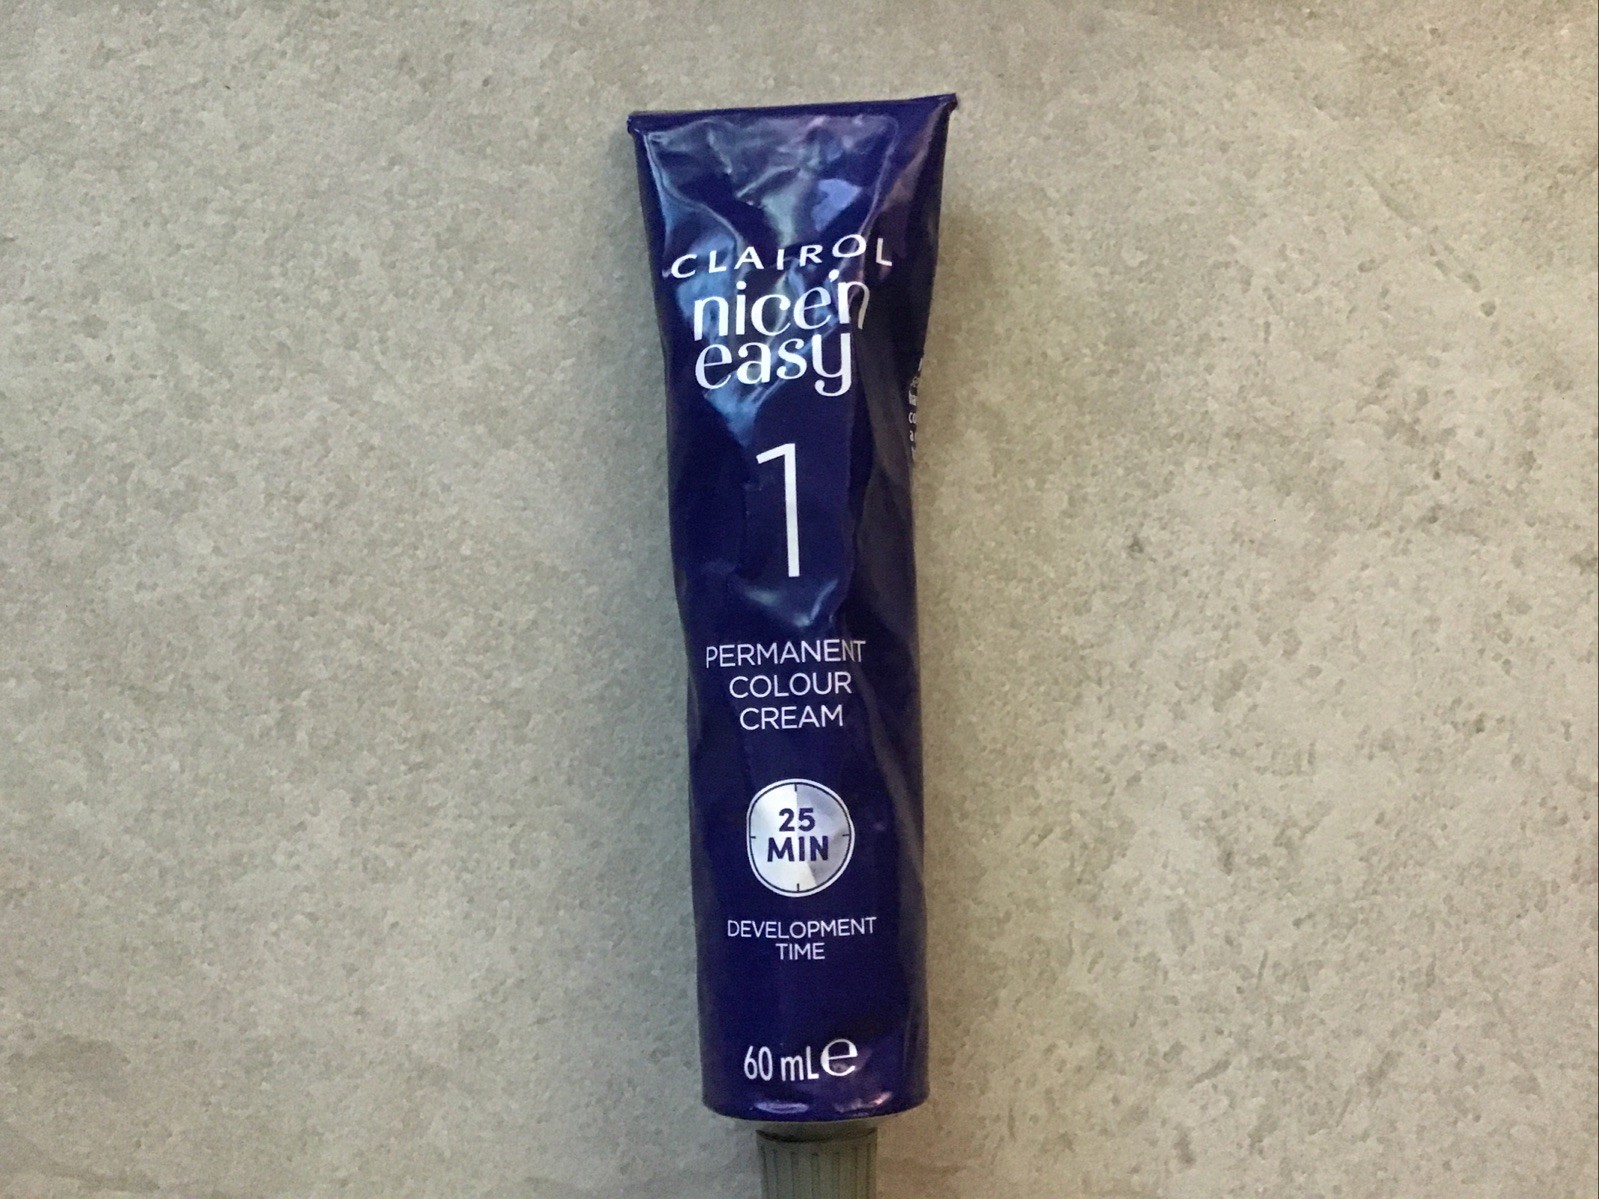 CLAIROL
nice'n
easy
1
PERMANENT
COLOUR
CREAM
25
MIN
DEVELOPMENT
TIME
60 mL℮